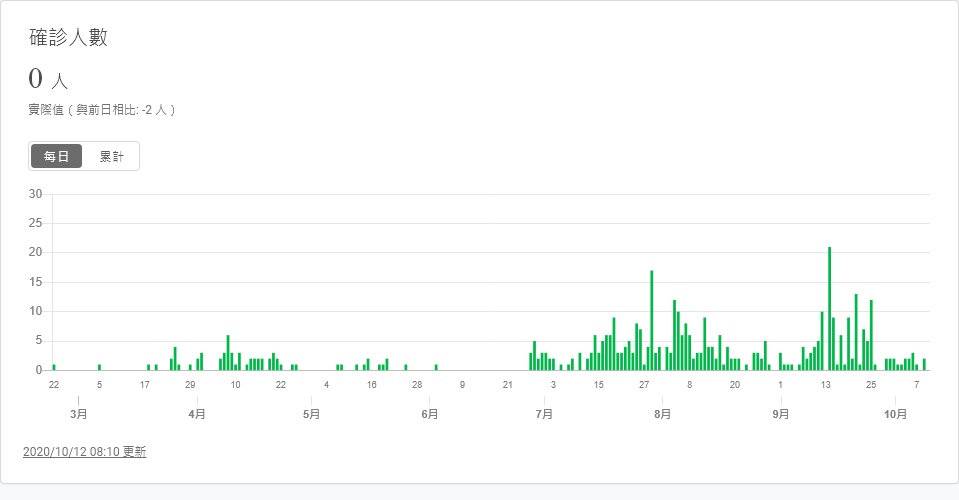 確診人數
0 人
實際值 ( 與前日相比: -2 人 )
每日 累計
30
25
20
15
10
5
0
22 5 17 29 10 22 4 16 28 9 21 3 15 27 8 20 1 13 25 7
3月 4月 5月 6月 7月 8月 9月 10月
2020/10/12 08:10 更新